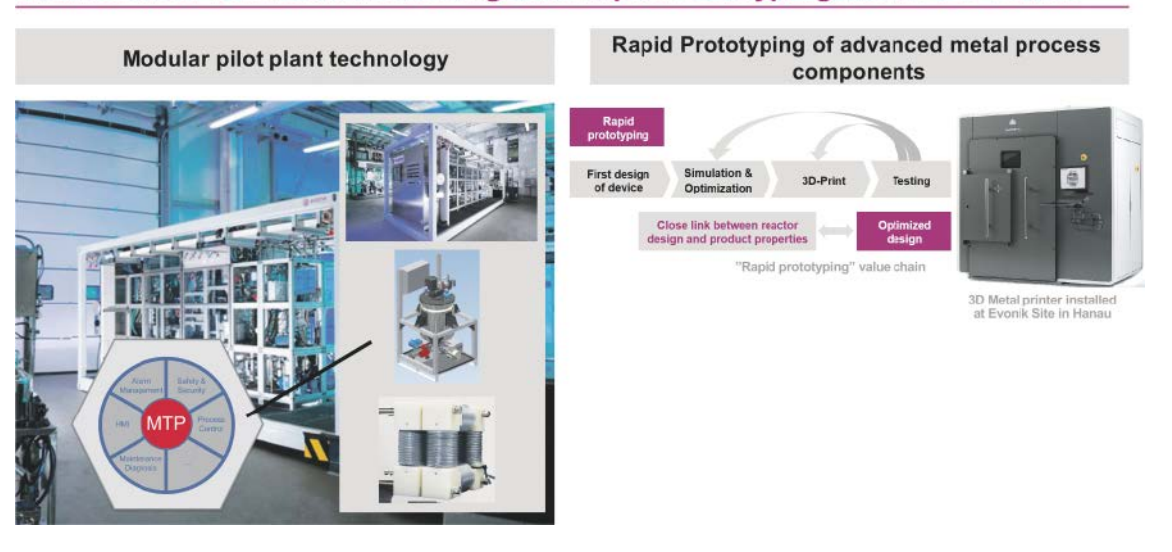 Modular pilot plant technology
Rapid Prototyping of advanced metal process
components
Rapid
prototyping
First design
of device
Simulation &
Optimization
3D-Print
Testing
Close link between reactor
design and product properties
Optimized
design
"Rapid prototyping" value chain
3D Metal printer installed
at Evonik Site in Hanau
Alarm
Management
Safety &
Security
HMI
MTP
Process
Control
Maintenance
Diagnosis